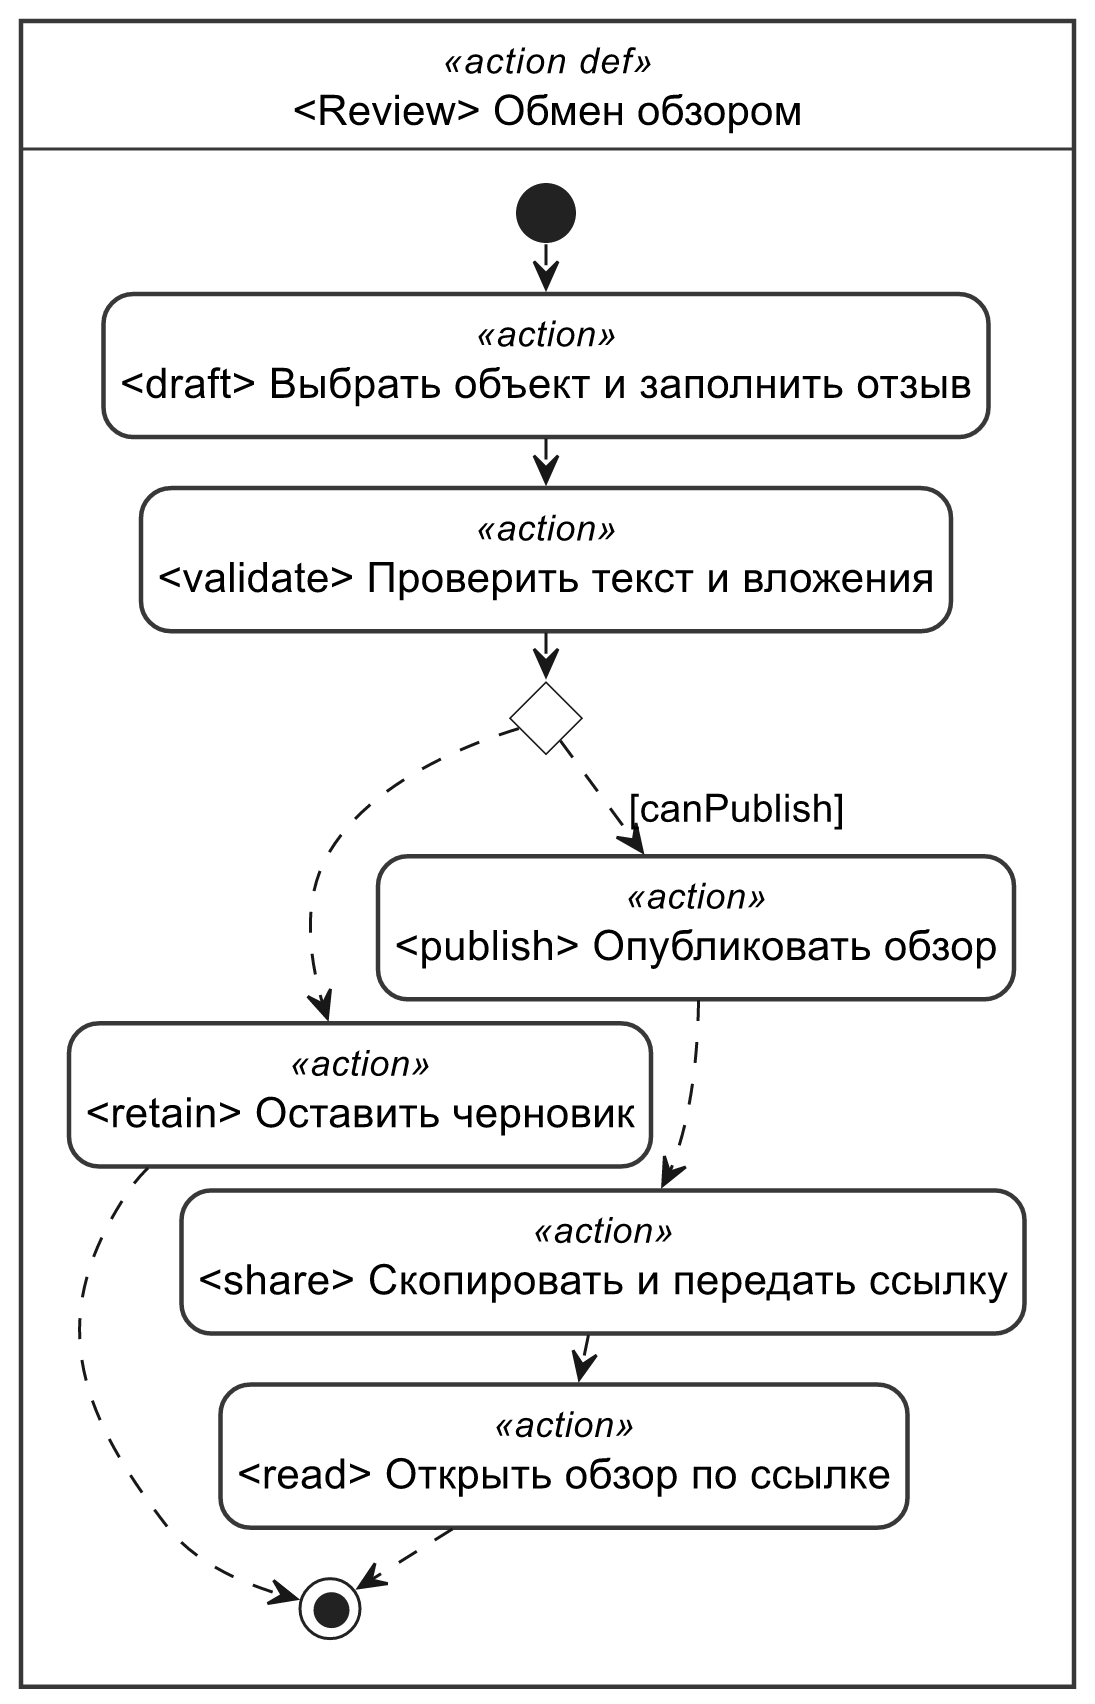 «action def»
<Review> Обмен обзором
«action»
<draft> Выбрать объект и заполнить отзыв
«action»
<validate> Проверить текст и вложения
[canPublish]
«action»
<publish> Опубликовать обзор
«action»
<retain> Оставить черновик
«action»
<share> Скопировать и передать ссылку
«action»
<read> Открыть обзор по ссылке